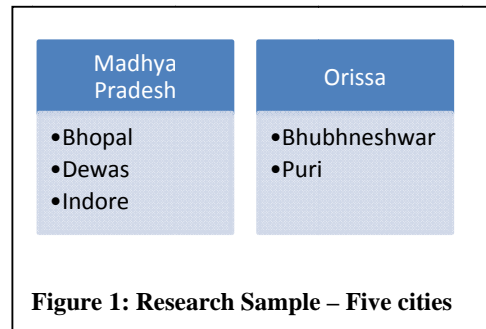 Madhya
Pradesh
•Bhopal
•Dewas
•Indore
Orissa
•Bhubhneshwar
•Puri
Figure 1: Research Sample – Five cities